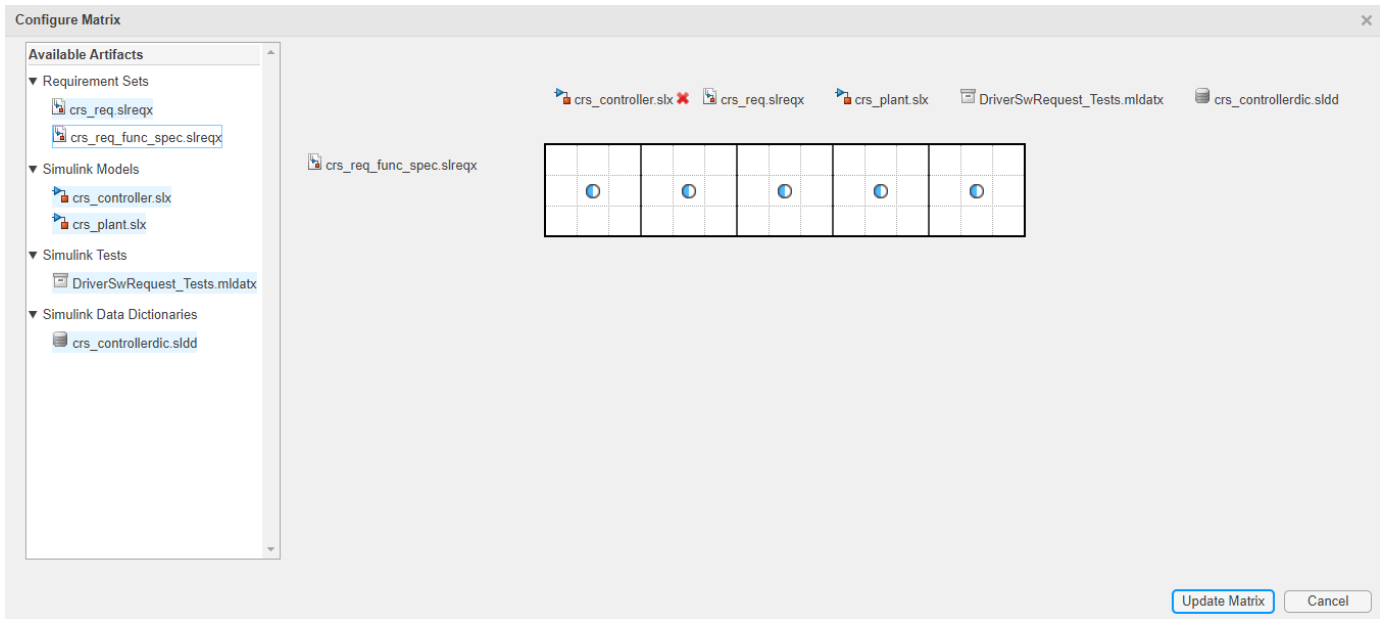 Configure Matrix
Available Artifacts
Requirement Sets
crs_req.slreqx
crs_req_func_spec.slreqx
Simulink Models
crs_controller.slx
crs_plant.slx
Simulink Tests
DriverSwRequest_Tests.mldatx
Simulink Data Dictionaries
crs_controllerdic.sldd
crs_controller.slx crs_req.slreqx crs_plant.slx DriverSwRequest_Tests.mldatx crs_controllerdic.sldd
crs_req_func_spec.slreqx
Update Matrix Cancel